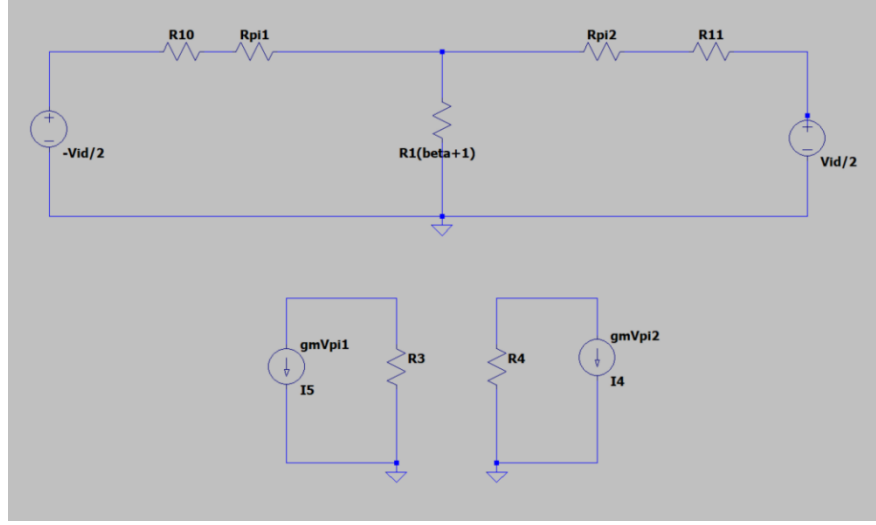 R10 Rpi1 Rpi2 R11
-Vid/2
R1(beta+1)
Vid/2
gmVpi1
gmVpi2
R3
R4
I5
I4